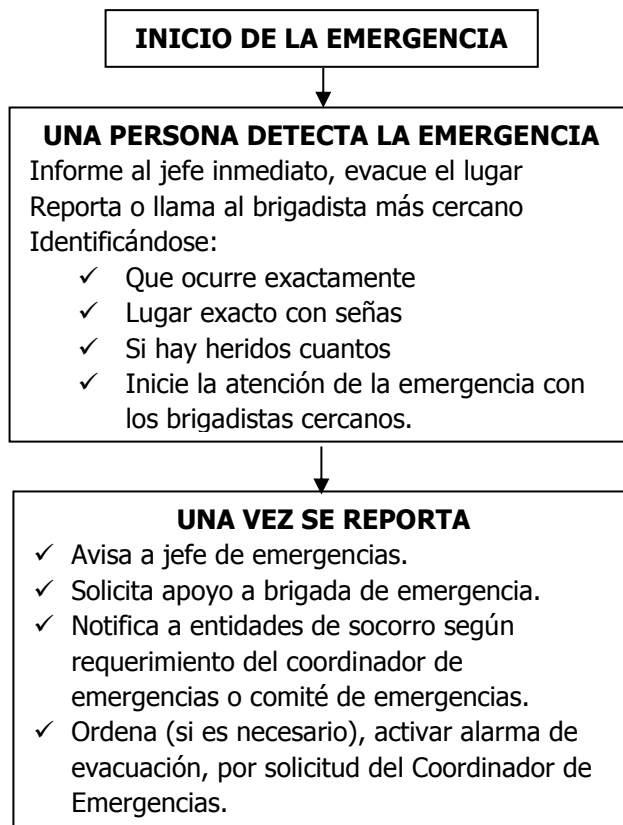 INICIO DE LA EMERGENCIA
UNA PERSONA DETECTA LA EMERGENCIA
Informe al jefe inmediato, evacue el lugar
Reporta o llama al brigadista más cercano
Identificándose:
✓ Que ocurre exactamente
✓ Lugar exacto con señas
✓ Si hay heridos cuantos
✓ Inicie la atención de la emergencia con
los brigadistas cercanos.
UNA VEZ SE REPORTA
✓ Avisa a jefe de emergencias.
✓ Solicita apoyo a brigada de emergencia.
✓ Notifica a entidades de socorro según
requerimiento del coordinador de
emergencias o comité de emergencias.
✓ Ordena (si es necesario), activar alarma de
evacuación, por solicitud del Coordinador de
Emergencias.